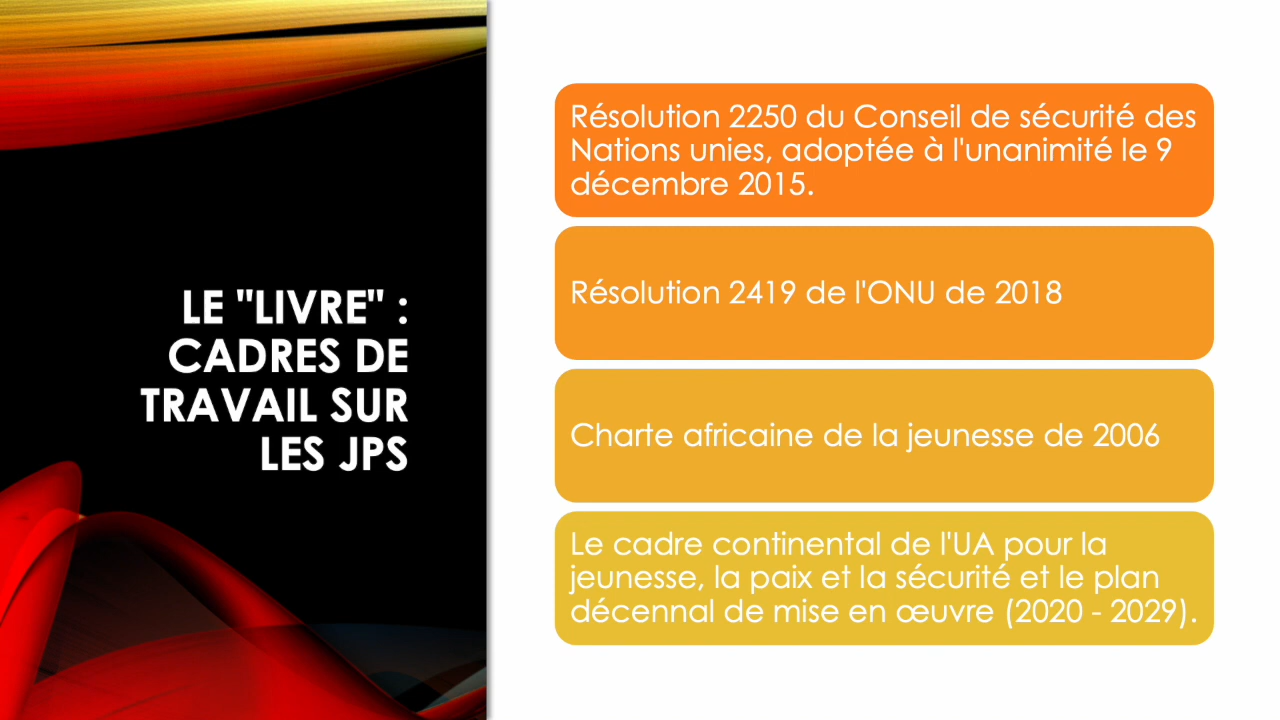 LE "LIVRE" :
CADRES DE
TRAVAIL SUR
LES JPS
Résolution 2250 du Conseil de sécurité des
Nations unies, adoptée à l'unanimité le 9
décembre 2015.
Résolution 2419 de l'ONU de 2018
Charte africaine de la jeunesse de 2006
Le cadre continental de l'UA pour la
jeunesse, la paix et la sécurité et le plan
décennal de mise en œuvre (2020 - 2029).